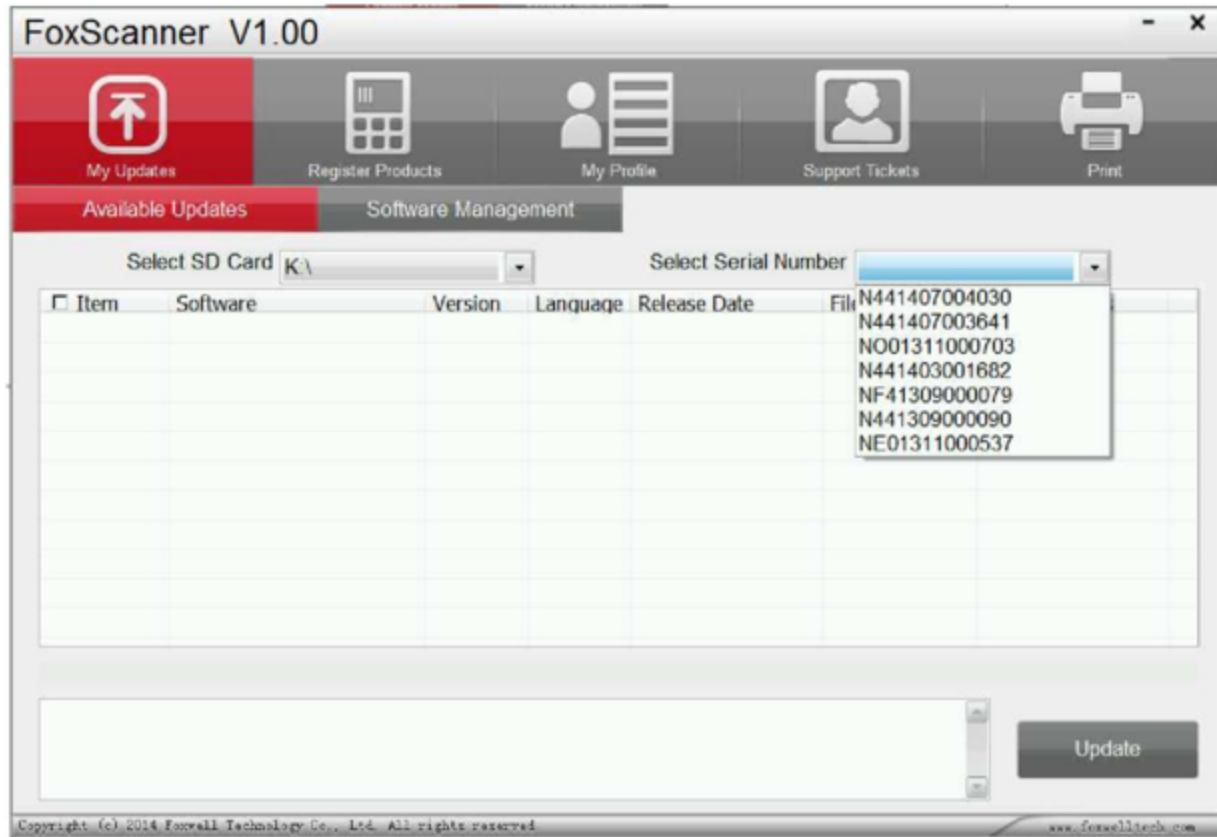 FoxScanner V1.00
My Updates
Register Products
My Profile
Support Tickets
Print
Available Updates
Software Management
Select SD Card K:\
Select Serial Number
Item Software Version Language Release Date
N441407004030
N441407003641
NO01311000703
N441403001682
NF41309000079
N441309000090
NE01311000537
Update
Copyright (c) 2014 Foxwell Technology Co., Ltd. All rights reserved
www.foxwelltech.com